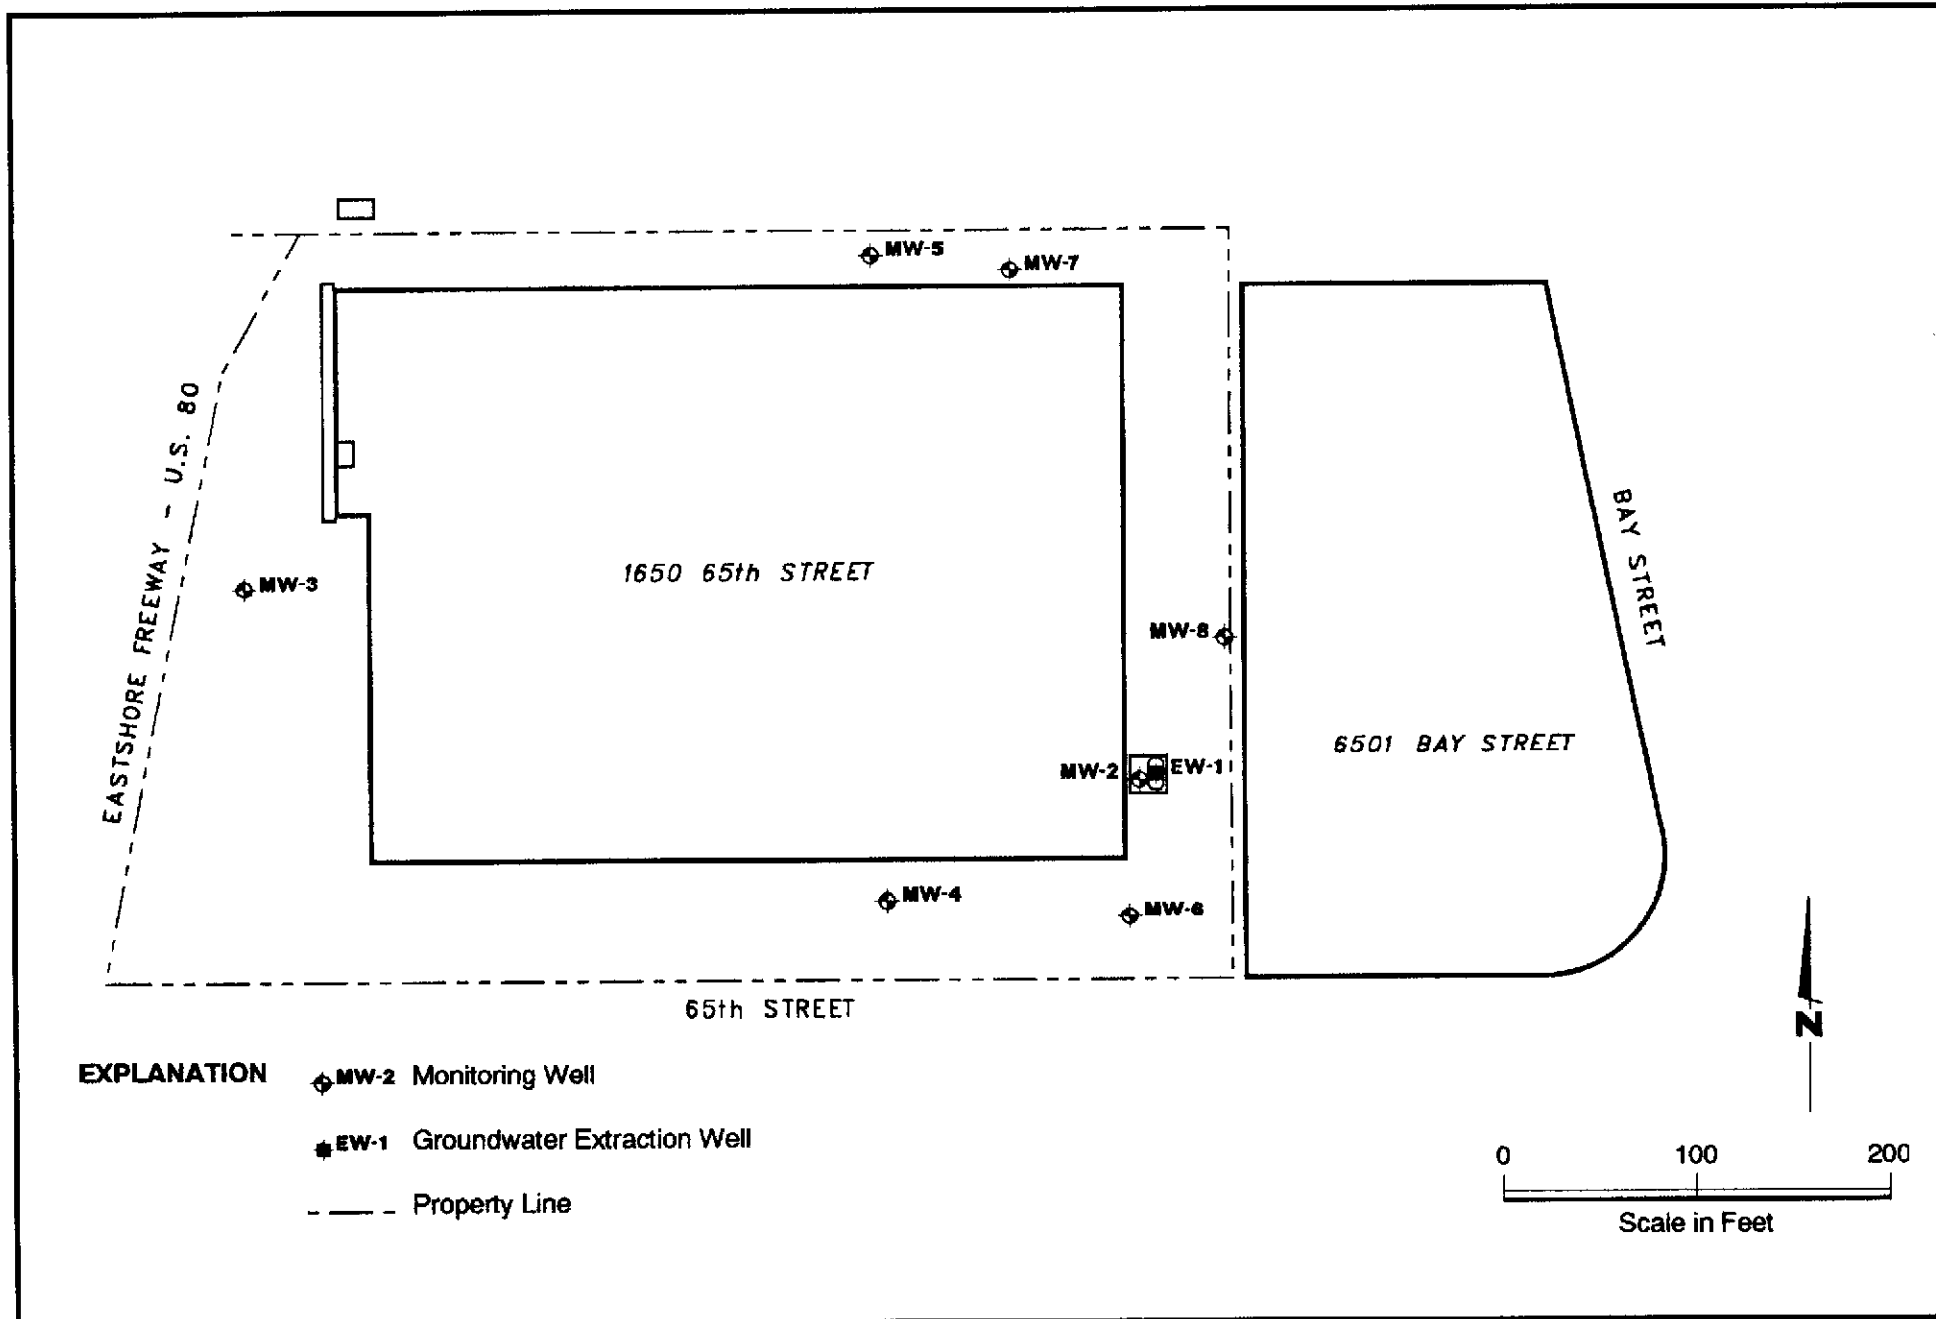 MW-5
MW-7
EASTSHORE FREEWAY - U.S. 80
MW-3
1650 65th STREET
BAY STREET
MW-8
6501 BAY STREET
MW-2
EW-1
MW-4
MW-6
65th STREET
EXPLANATION
MW-2 Monitoring Well
EW-1 Groundwater Extraction Well
Property Line
N
0 100 200
Scale in Feet